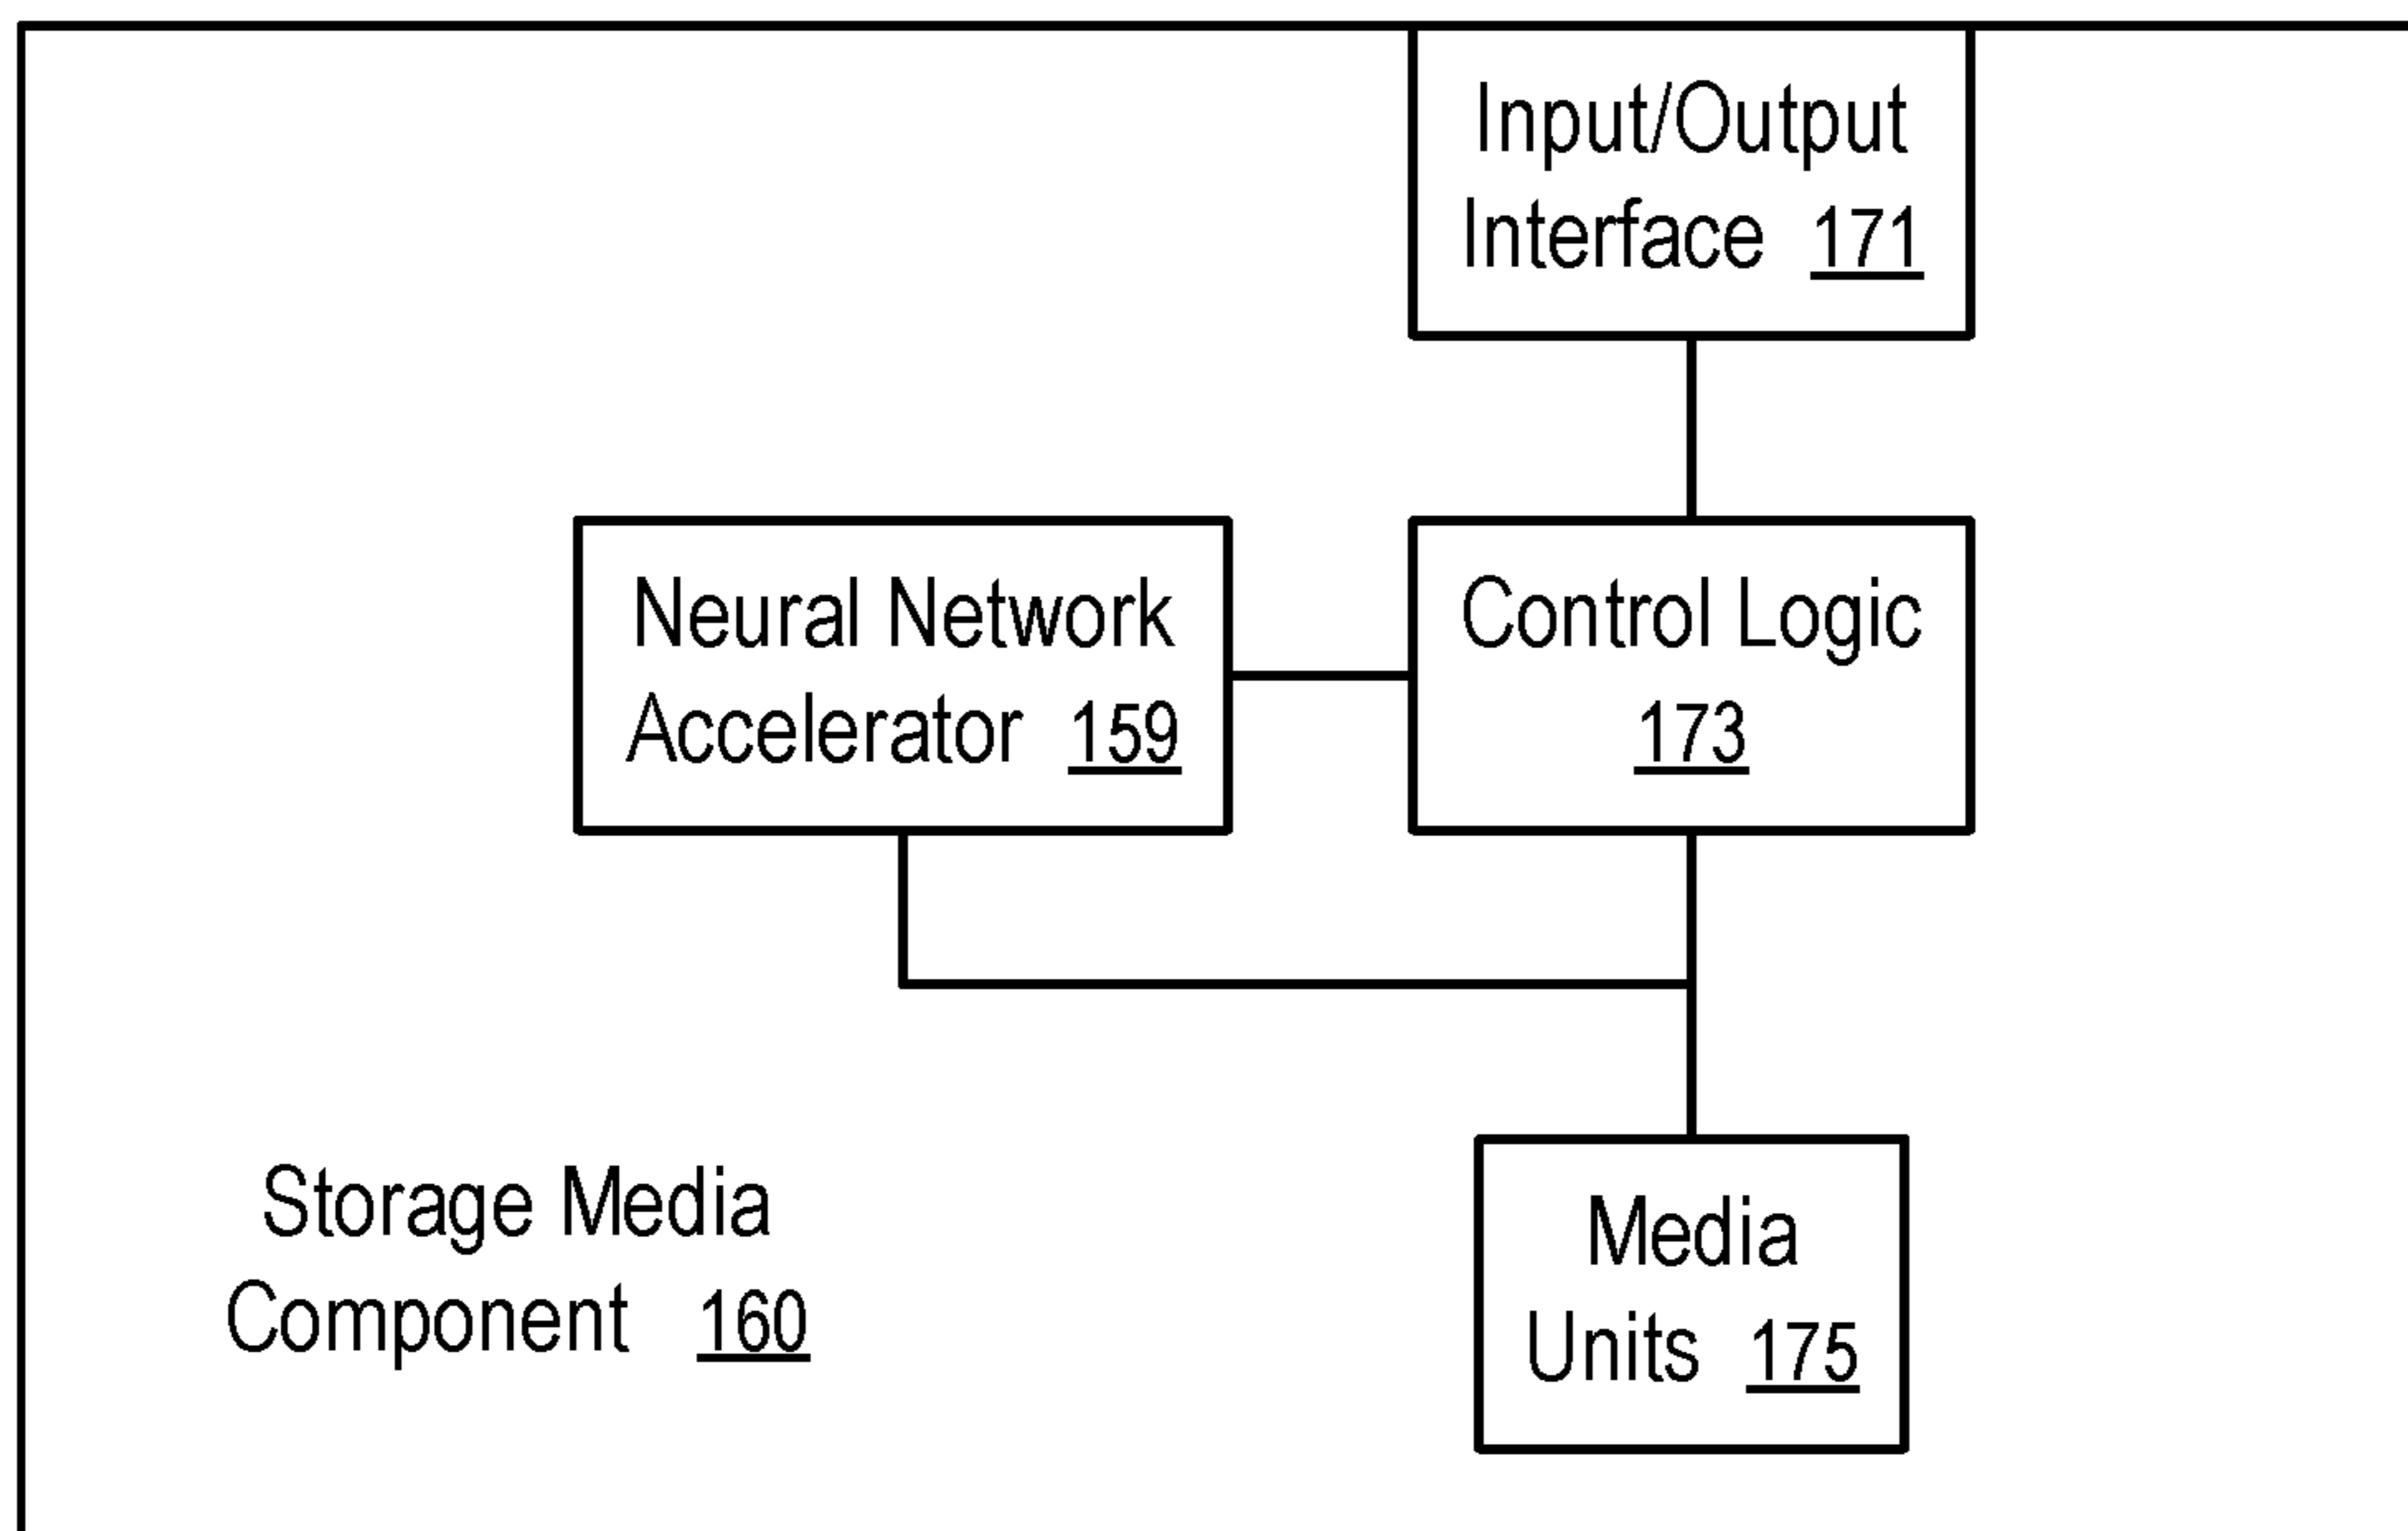 Input/Output
Interface 171
Neural Network
Accelerator 159
Control Logic
173
Storage Media
Component 160
Media
Units 175